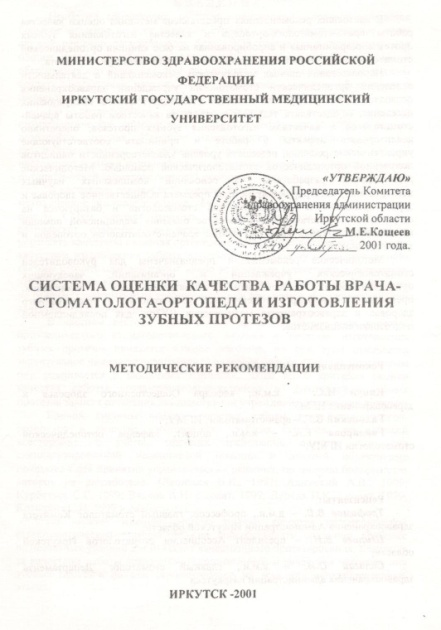 МИНИСТЕРСТВО ЗДРАВООХРАНЕНИЯ РОССИЙСКОЙ
ФЕДЕРАЦИИ
ИРКУТСКИЙ ГОСУДАРСТВЕННЫЙ МЕДИЦИНСКИЙ
УНИВЕРСИТЕТ
«УТВЕРЖДАЮ»
Председатель Комитета
здравоохранения администрации
Иркутской области
М.Е.Кощеев
2001 года.
СИСТЕМА ОЦЕНКИ КАЧЕСТВА РАБОТЫ ВРАЧА-
СТОМАТОЛОГА-ОРТОПЕДА И ИЗГОТОВЛЕНИЯ
ЗУБНЫХ ПРОТЕЗОВ
МЕТОДИЧЕСКИЕ РЕКОМЕНДАЦИИ
ИРКУТСК -2001